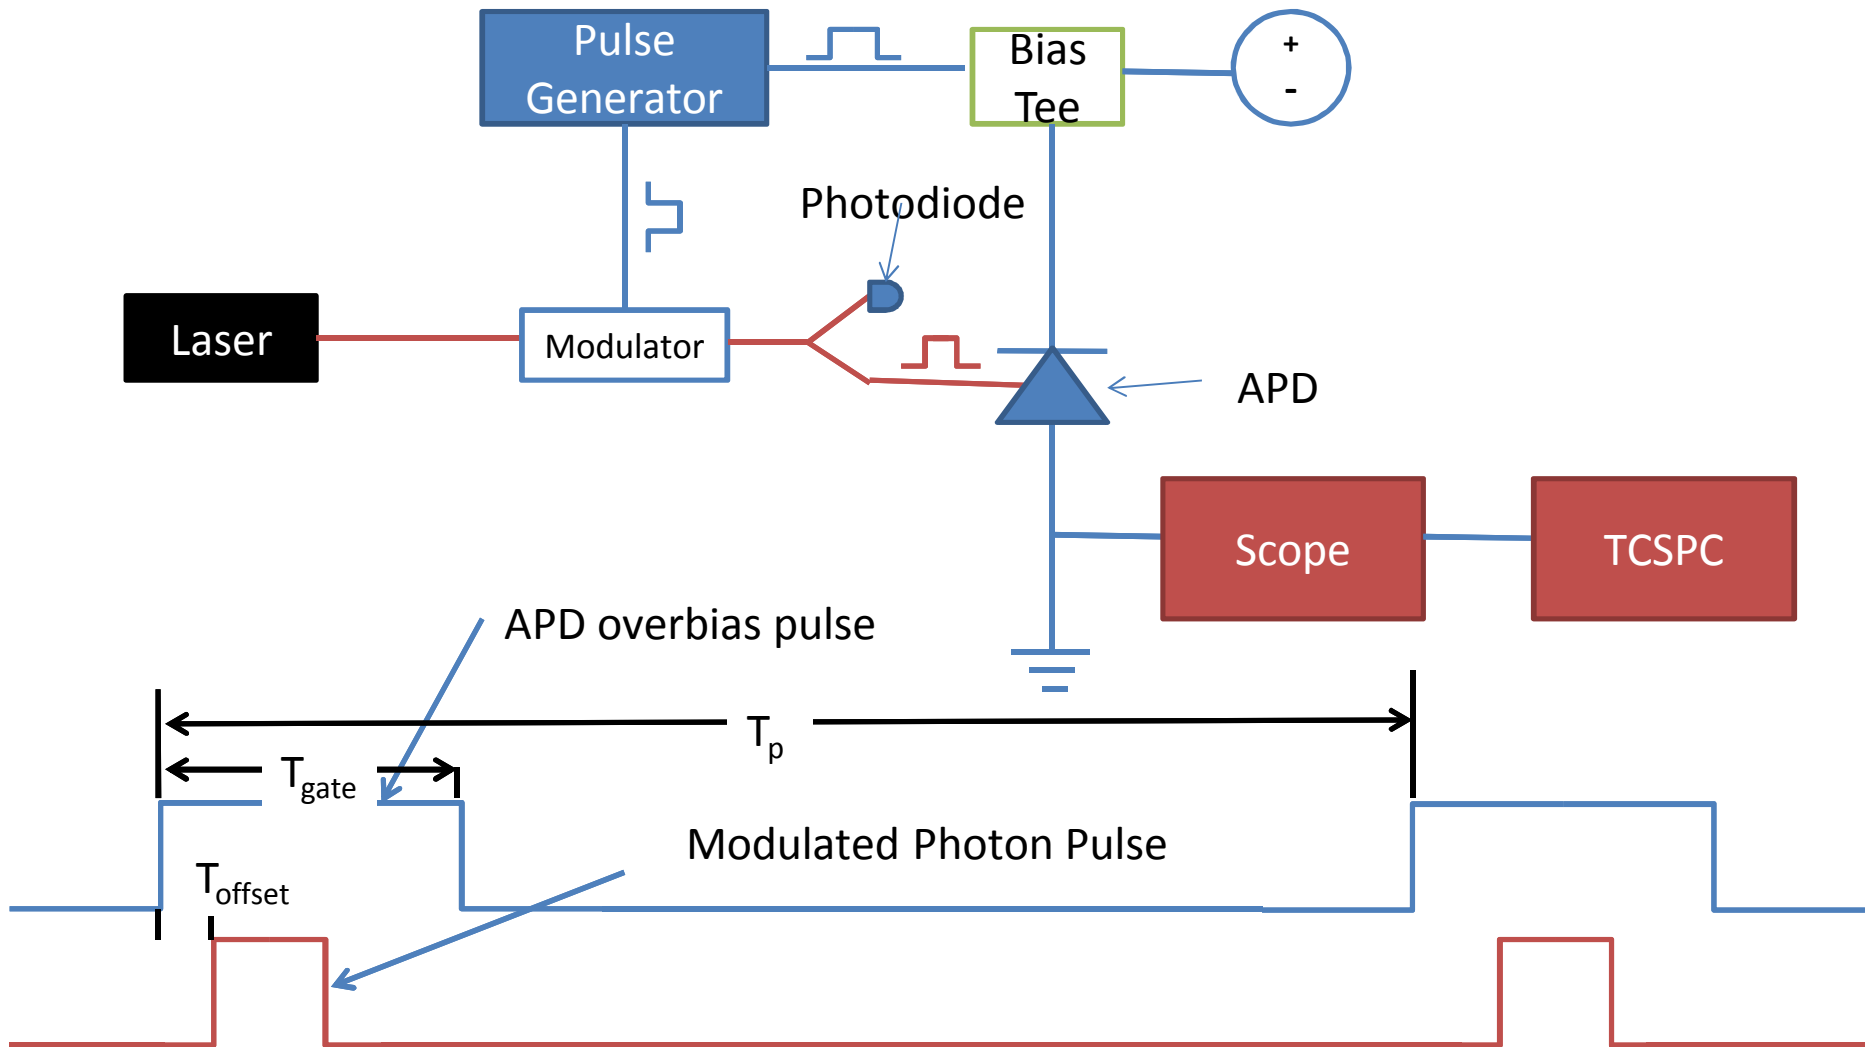 Pulse
Generator
Bias
Tee
+
-
Photodiode
Laser
Modulator
APD
Scope
TCSPC
APD overbias pulse
Tp
Tgate
Modulated Photon Pulse
Toffset